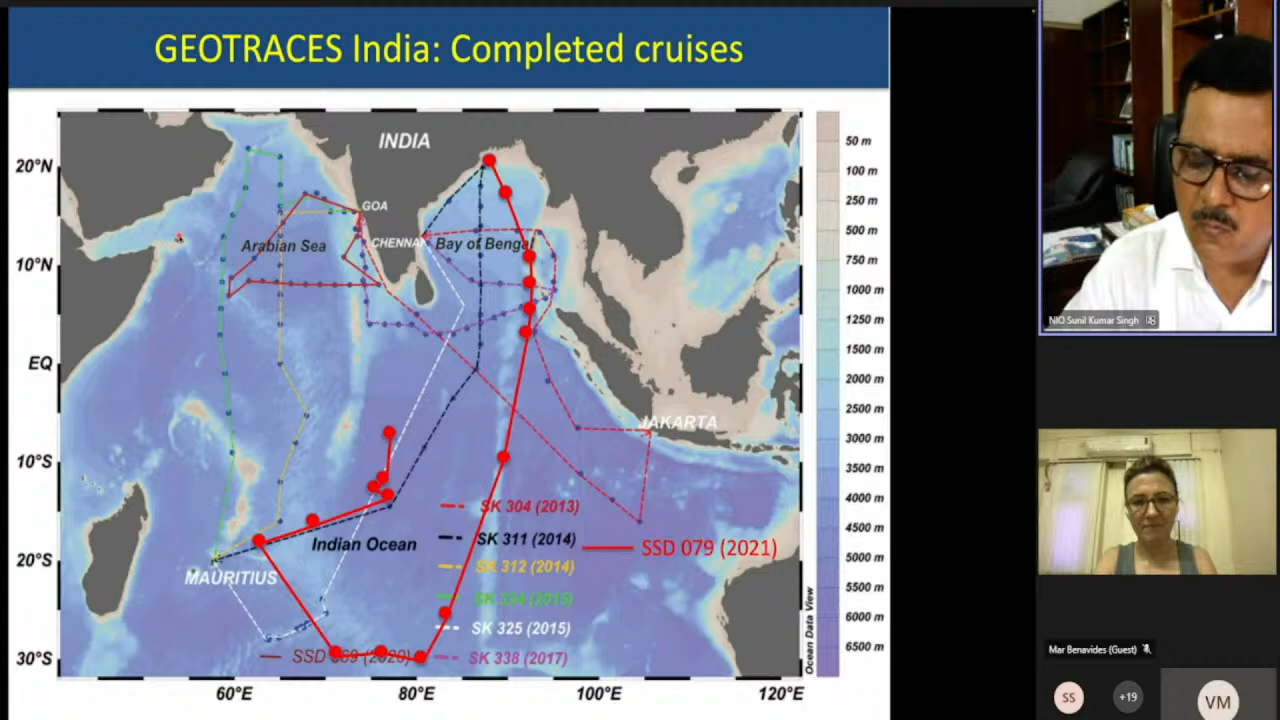 GEOTRACES India: Completed cruises
INDIA
20°N
10°N
EQ
10°S
20°S
30°S
GOA
CHENNAI
Arabian Sea
Bay of Bengal
JAKARTA
Indian Ocean
MAURITIUS
SK 304 (2013)
SK 311 (2014)
SSD 079 (2021)
SK 312 (2014)
SK 325 (2015)
SK 338 (2017)
60°E
80°E
100°E
120°E
50 m
100 m
250 m
500 m
750 m
1000 m
1250 m
1500 m
2000 m
2500 m
3000 m
3500 m
4000 m
4500 m
5000 m
5500 m
6000 m
6500 m
Ocean Data View
NIO Sunil Kumar Singh
Mar Benavides (Guest)
SS
+19
VM